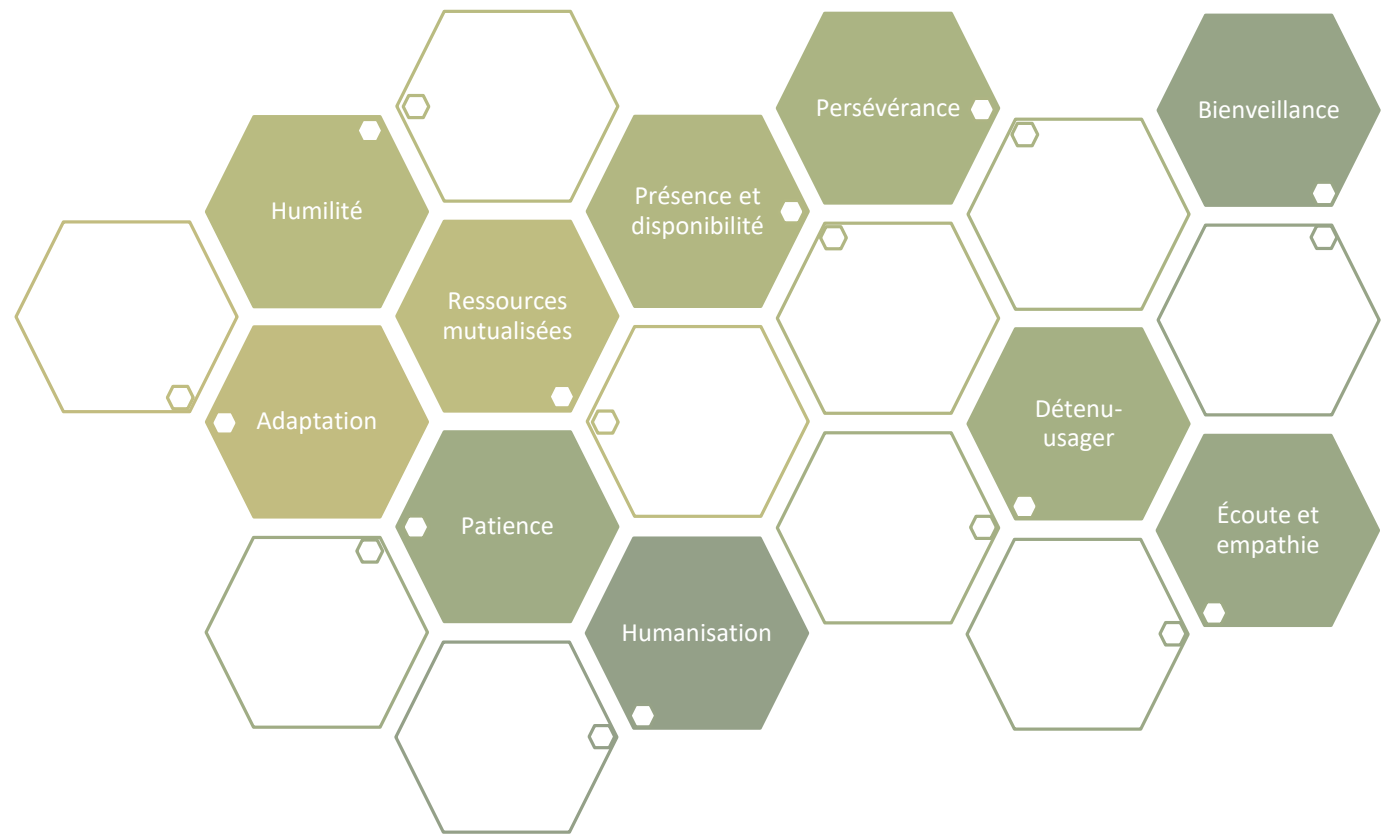 Persévérance
Bienveillance
Humilité
Présence et
disponibilité
Ressources
mutualisées
Adaptation
Détenu-
usager
Patience
Écoute et
empathie
Humanisation